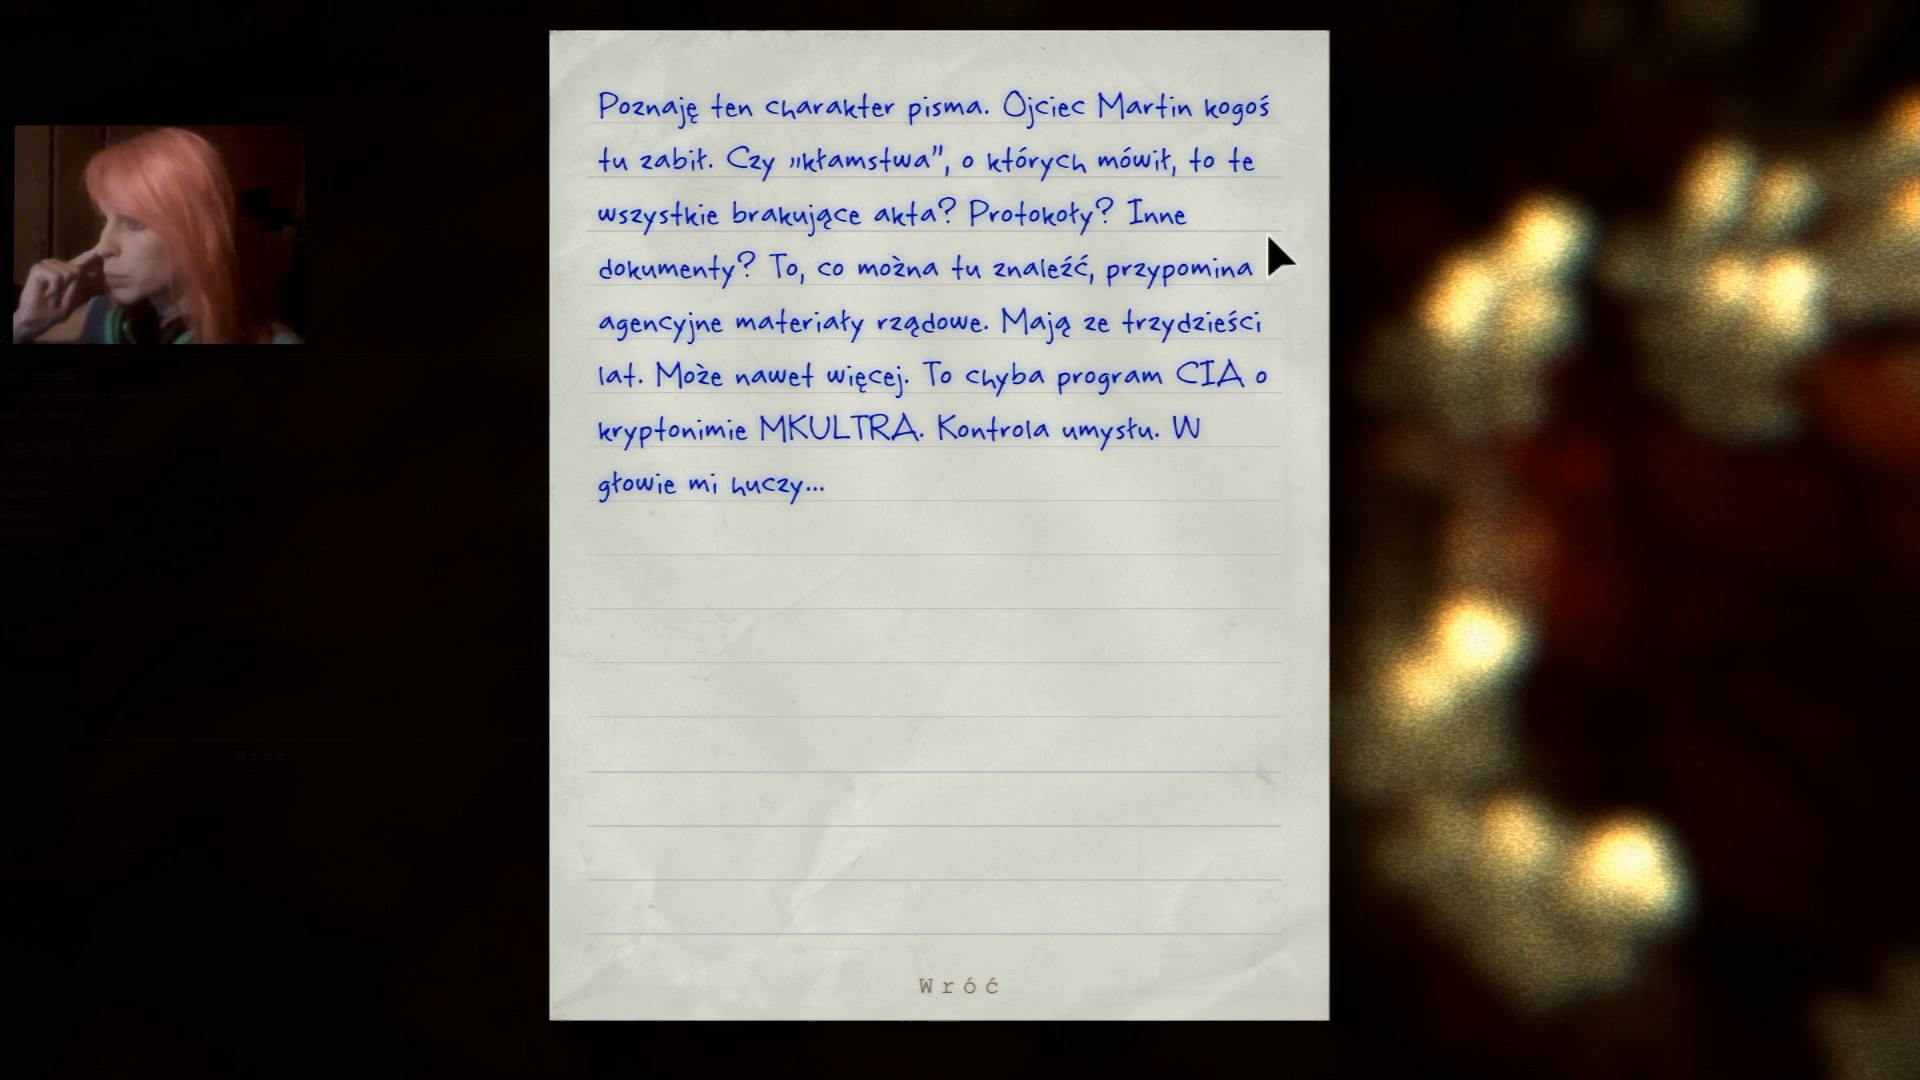 Poznaję ten charakter pisma. Ojciec Martin kogoś
tu zabił. Czy „kłamstwa”, o których mówił, to te
wszystkie brakujące akta? Protokoły? Inne
dokumenty? To, co można tu znaleźć, przypomina
agencyjne materiały rządowe. Mają ze trzydzieści
lat. Może nawet więcej. To chyba program CIA o
kryptonimie MKULTRA. Kontrola umysłu. W
głowie mi huczy...
Wróć
Wróć